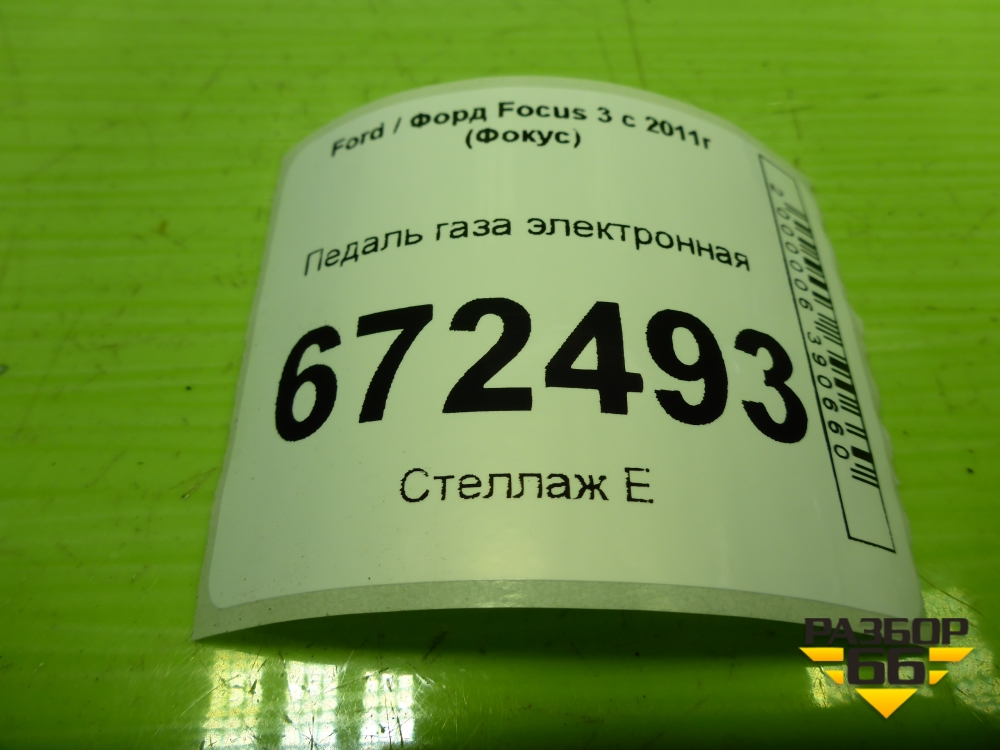 Ford / Форд Focus 3 с 2011г
(Фокус)
Педаль газа электронная
672493
Стеллаж Е
2000006390660
РАЗБОР
66